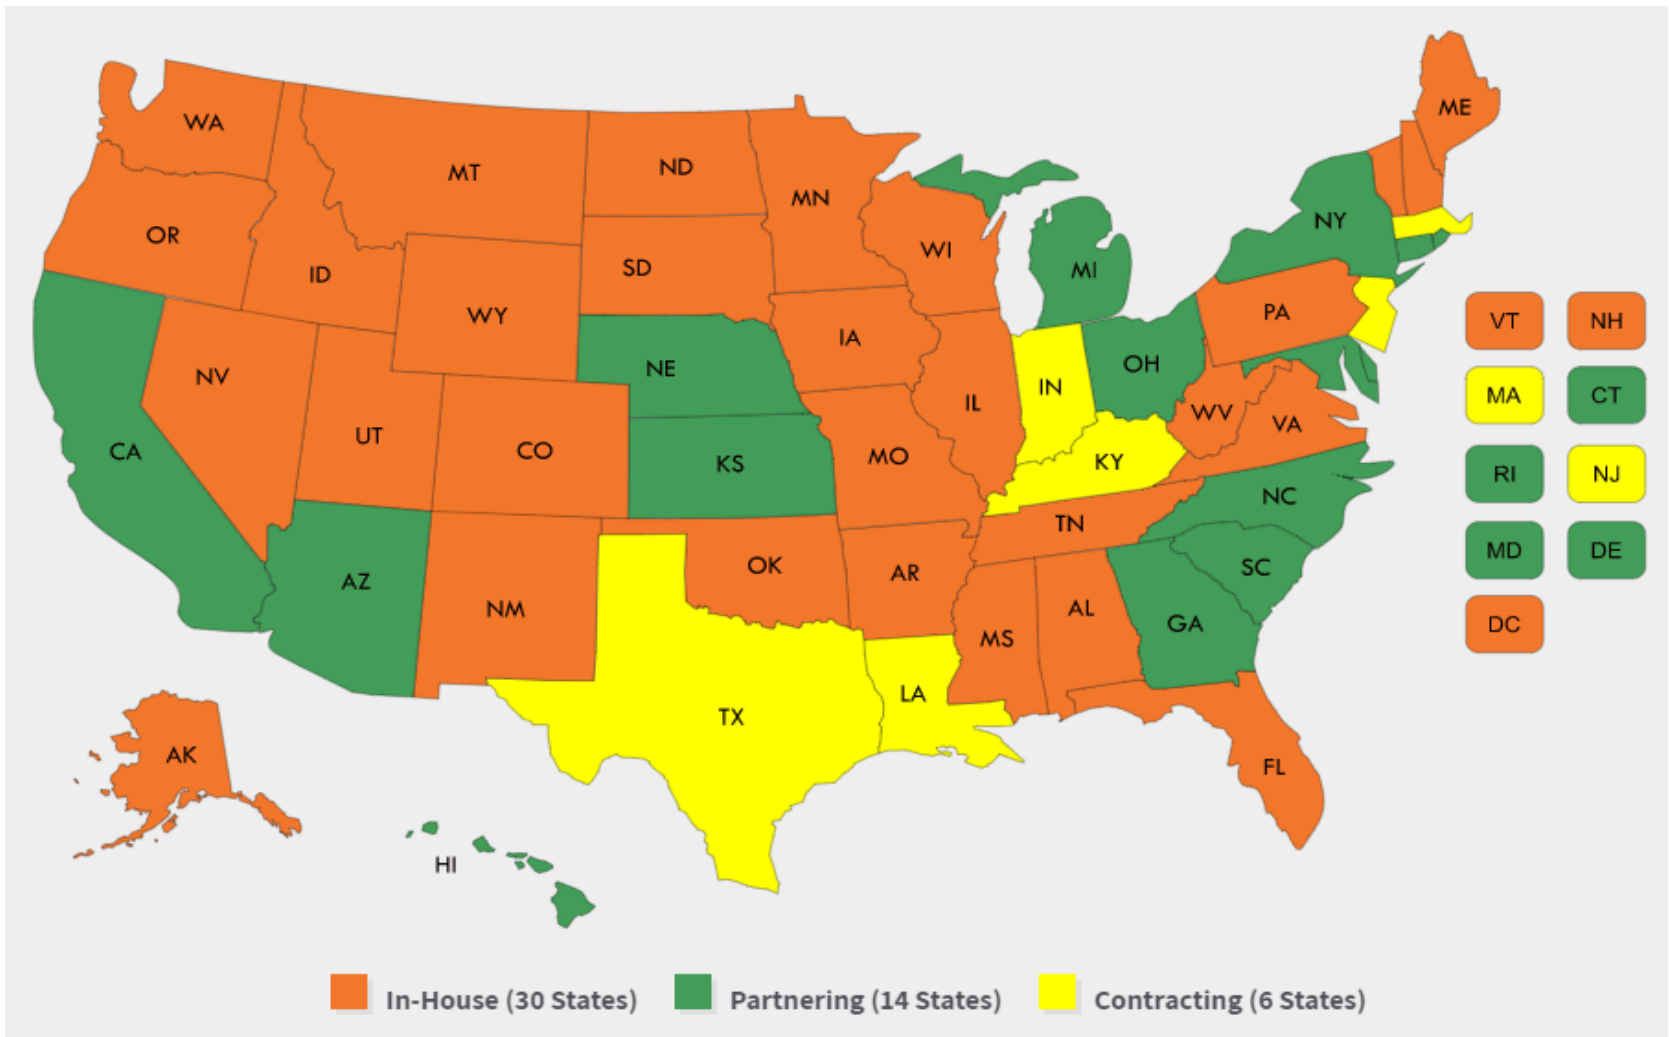 ME
WA
MT
ND
MN
OR
ID
SD
WI
NY
MI
WY
IA
PA
VT
NH
NV
NE
OH
IN
UT
CO
IL
WV
VA
MA
CT
CA
KS
MO
KY
NC
RI
NJ
TN
AZ
NM
OK
AR
SC
MD
DE
MS
AL
GA
DC
TX
LA
AK
FL
HI
In-House (30 States)
Partnering (14 States)
Contracting (6 States)